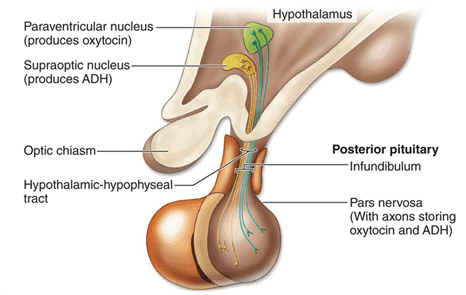 Hypothalamus
Paraventricular nucleus
(produces oxytocin)
Supraoptic nucleus
(produces ADH)
Optic chiasm
Hypothalamic-hypophyseal
tract
Posterior pituitary
Infundibulum
Pars nervosa
(With axons storing
oxytocin and ADH)